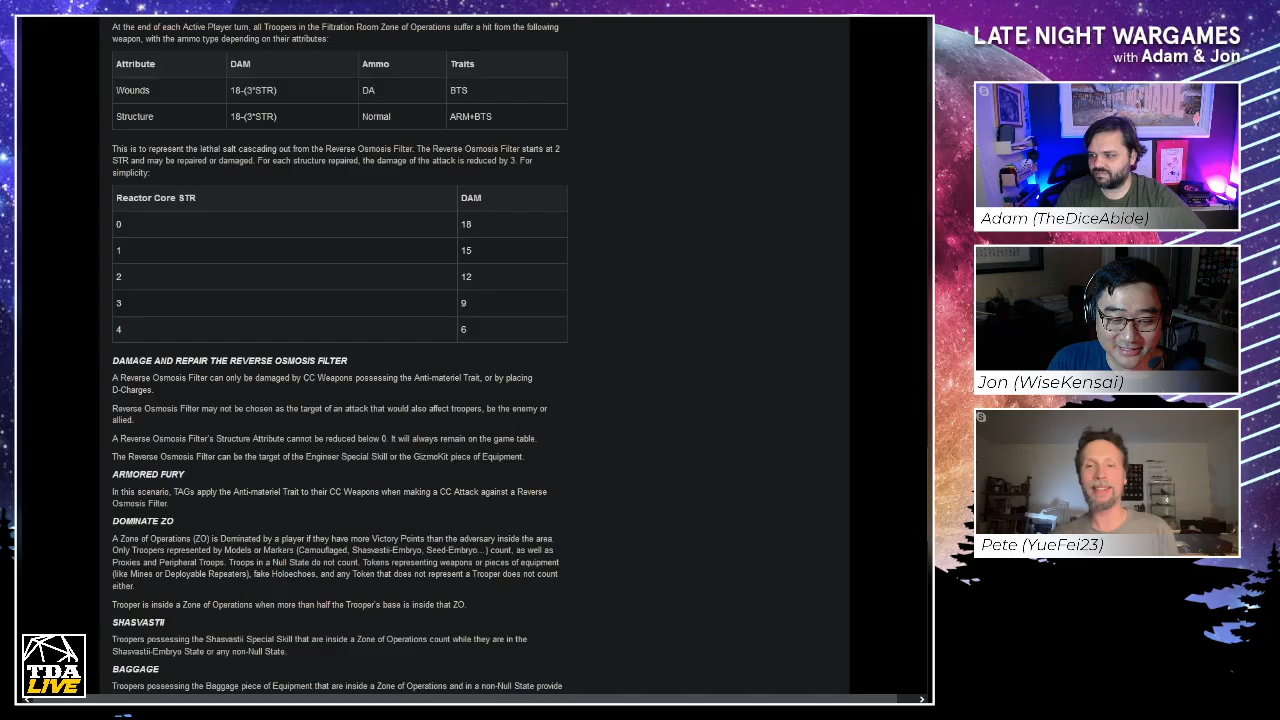 At the end of each Active Player turn, all Troopers in the Filtration Room Zone of Operations suffer a hit from the following
weapon, with the ammo type depending on their attributes:
Attribute DAM Ammo Traits
Wounds 18-(3*STR) DA BTS
Structure 18-(3*STR) Normal ARM+BTS
This is to represent the lethal salt cascading out from the Reverse Osmosis Filter. The Reverse Osmosis Filter starts at 2
STR and may be repaired or damaged. For each structure repaired, the damage of the attack is reduced by 3. For
simplicity:
Reactor Core STR DAM
0 18
1 15
2 12
3 9
4 6
DAMAGE AND REPAIR THE REVERSE OSMOSIS FILTER
A Reverse Osmosis Filter can only be damaged by CC Weapons possessing the Anti-materiel Trait, or by placing
D-Charges.
Reverse Osmosis Filter may not be chosen as the target of an attack that would also affect troopers, be the enemy or
allied.
A Reverse Osmosis Filter's Structure Attribute cannot be reduced below 0. It will always remain on the game table.
The Reverse Osmosis Filter can be the target of the Engineer Special Skill or the GizmoKit piece of Equipment.
ARMORED FURY
In this scenario, TAGs apply the Anti-materiel Trait to their CC Weapons when making a CC Attack against a Reverse
Osmosis Filter.
DOMINATE ZO
A Zone of Operations (ZO) is Dominated by a player if they have more Victory Points than the adversary inside the area.
Only Troopers represented by Models or Markers (Camouflaged, Shasvastii-Embryo, Seed-Embryo...) count, as well as
Proxies and Peripheral Troops. Troops in a Null State do not count. Tokens representing weapons or pieces of equipment
(like Mines or Deployable Repeaters), fake Holoechoes, and any Token that does not represent a Trooper does not count
either.
Trooper is inside a Zone of Operations when more than half the Trooper's base is inside that ZO.
SHASVASTII
Troopers possessing the Shasvastii Special Skill that are inside a Zone of Operations count while they are in the
Shasvastii-Embryo State or any non-Null State.
BAGGAGE
Troopers possessing the Baggage piece of Equipment that are inside a Zone of Operations and in a non-Null State provide
TDA
LIVE
LATE NIGHT WARGAMES
with Adam & Jon
Adam (TheDiceAbide)
Jon (WiseKensai)
Pete (YueFei23)